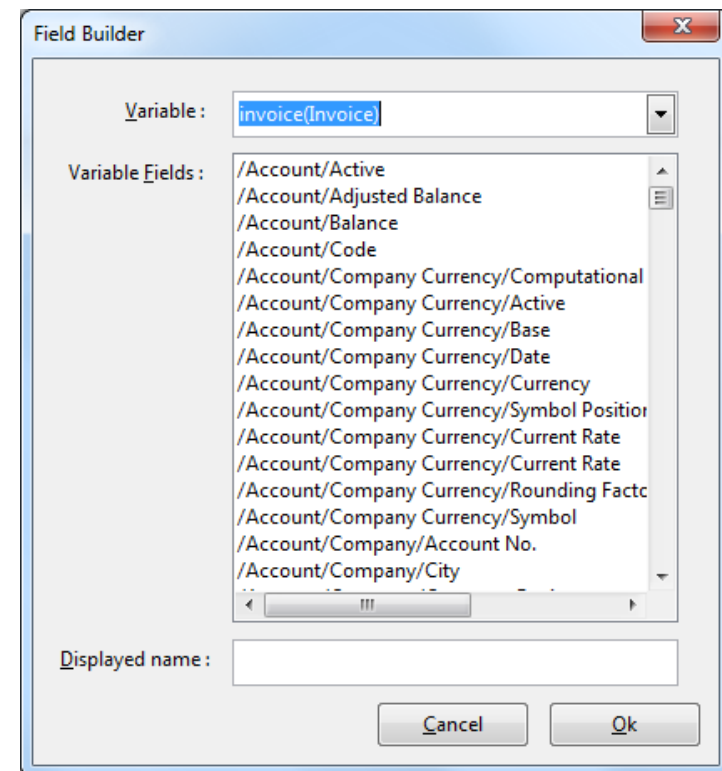 Field Builder
Variable :
invoice(Invoice)
Variable Fields :
/Account/Active
/Account/Adjusted Balance
/Account/Balance
/Account/Code
/Account/Company Currency/Computational
/Account/Company Currency/Active
/Account/Company Currency/Base
/Account/Company Currency/Date
/Account/Company Currency/Currency
/Account/Company Currency/Symbol Position
/Account/Company Currency/Current Rate
/Account/Company Currency/Current Rate
/Account/Company Currency/Rounding Facto
/Account/Company Currency/Symbol
/Account/Company/Account No.
/Account/Company/City
Displayed name :
Cancel
Ok